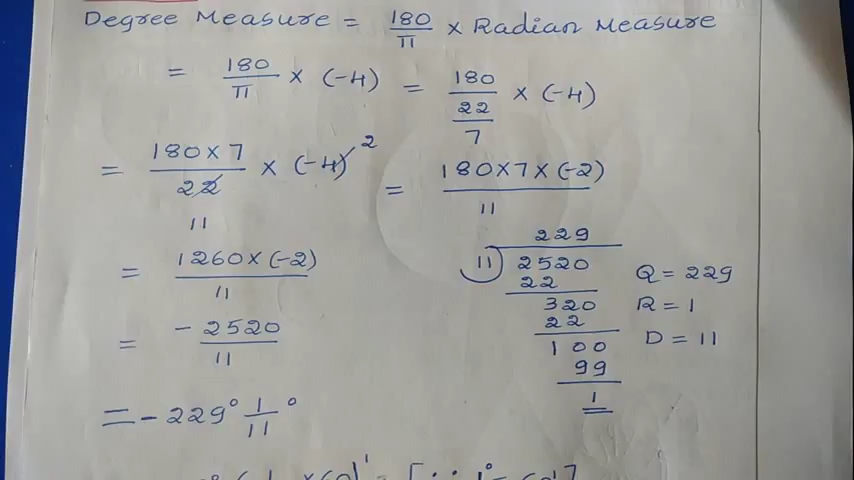 Degree Measure = 180/π × Radian Measure
= 180/π × (-4) = 180/(22/7) × (-4)
= 180×7/22 × (-4) 2 = 180×7×(-2)/11
11
= 1260×(-2)/11
= -2520/11
= -229° 1/11°
229
11) 2520
22
320
22
100
99
1
Q = 229
R = 1
D = 11